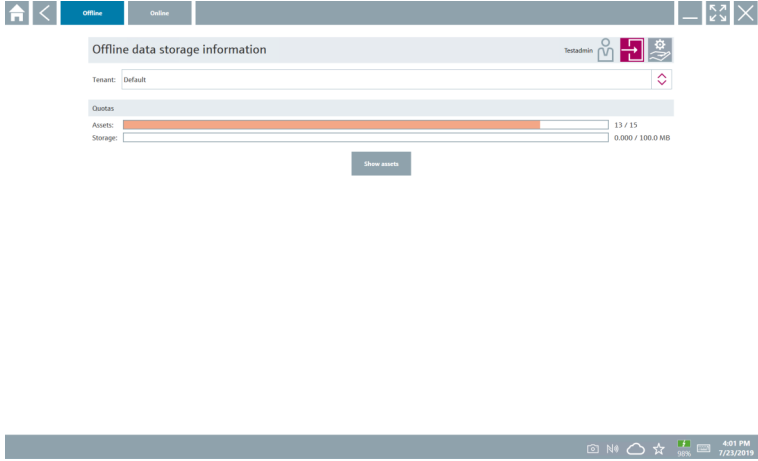 Offline Online
Offline data storage information Testadmin
Tenant: Default
Quotas
Assets: 13 / 15
Storage: 0.000 / 100.0 MB
Show assets
98% 4:01 PM
7/23/2019